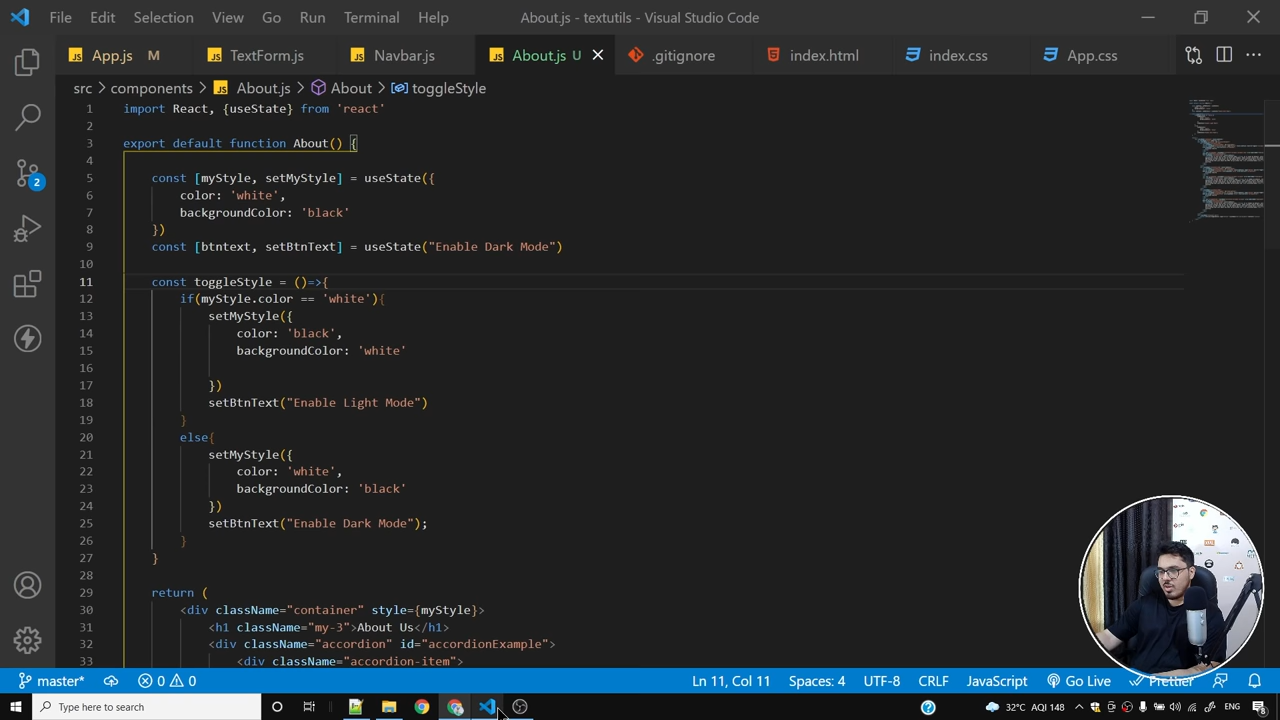 File Edit Selection View Go Run Terminal Help About.js - textutils - Visual Studio Code
JS App.js M JS TextForm.js JS Navbar.js JS About.js U .gitignore index.html index.css App.css
src > components > JS About.js > About > toggleStyle
1 import React, {useState} from 'react'
2
3 export default function About() {
4
5 const [myStyle, setMyStyle] = useState({
6 color: 'white',
7 backgroundColor: 'black'
8 })
9 const [btntext, setBtnText] = useState("Enable Dark Mode")
10
11 const toggleStyle = ()=>{
12 if(myStyle.color == 'white'){
13 setMyStyle({
14 color: 'black',
15 backgroundColor: 'white'
16
17 })
18 setBtnText("Enable Light Mode")
19 }
20 else{
21 setMyStyle({
22 color: 'white',
23 backgroundColor: 'black'
24 })
25 setBtnText("Enable Dark Mode");
26 }
27 }
28
29 return (
30 <div className="container" style={myStyle}>
31 <h1 className="my-3">About Us</h1>
32 <div className="accordion" id="accordionExample">
33 <div className="accordion-item">
2
master* 0 0 Ln 11, Col 11 Spaces: 4 UTF-8 CRLF JavaScript Go Live Prettier
Type here to search 32°C AQI 148 ENG 8